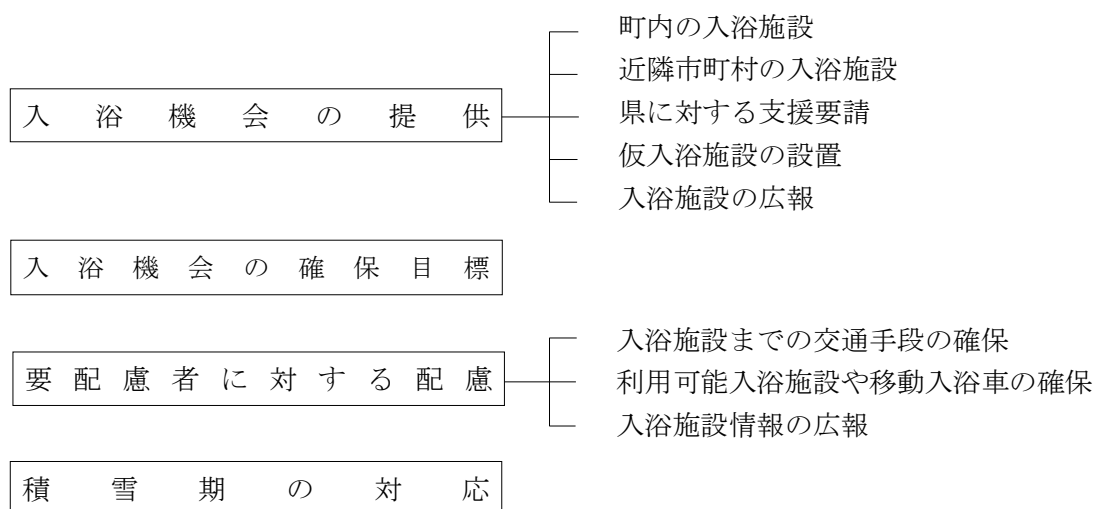 入浴機会の提供
町内の入浴施設
近隣市町村の入浴施設
県に対する支援要請
仮入浴施設の設置
入浴施設の広報
入浴機会の確保目標
要配慮者に対する配慮
入浴施設までの交通手段の確保
利用可能入浴施設や移動入浴車の確保
入浴施設情報の広報
積雪期の対応